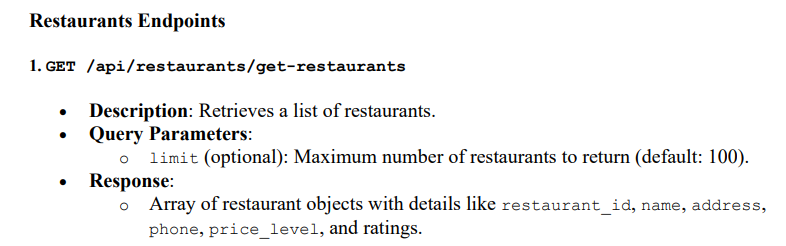 Restaurants Endpoints
1. GET /api/restaurants/get-restaurants
• Description: Retrieves a list of restaurants.
• Query Parameters:
o limit (optional): Maximum number of restaurants to return (default: 100).
• Response:
o Array of restaurant objects with details like restaurant_id, name, address,
phone, price_level, and ratings.